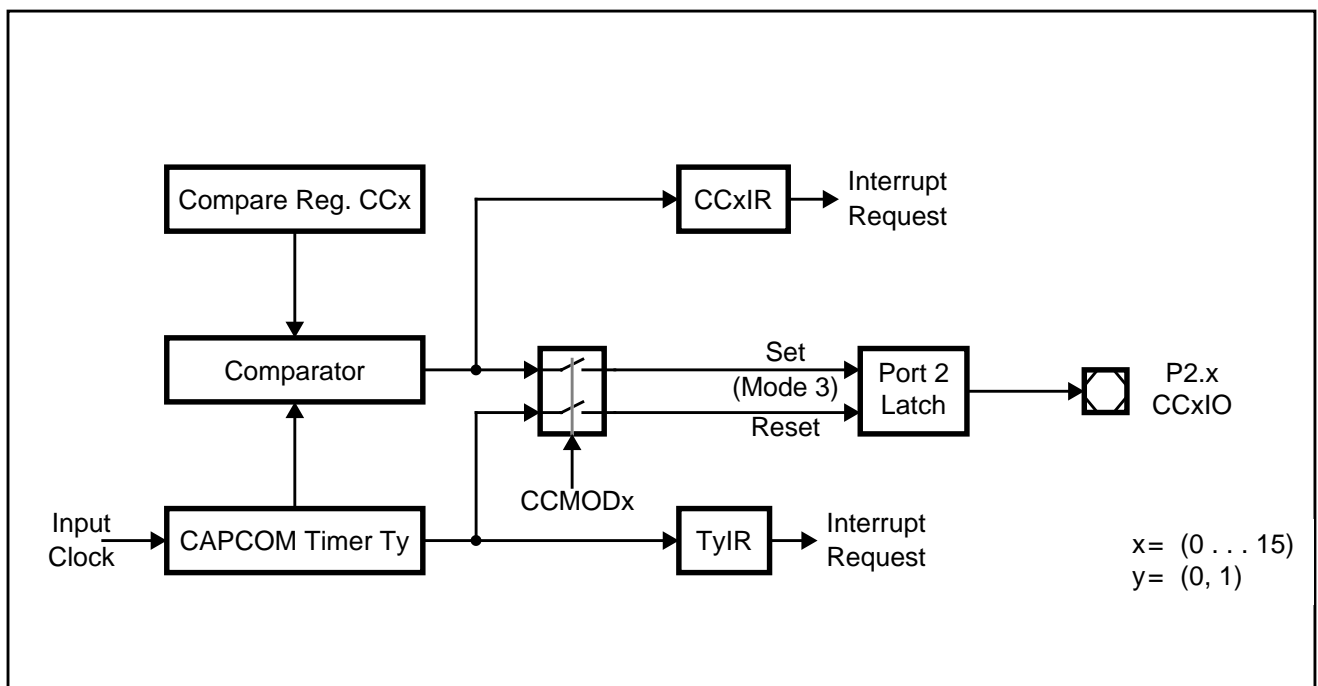 Compare Reg. CCx
CCxIR
Interrupt
Request
Comparator
Set
(Mode 3)
Reset
Port 2
Latch
P2.x
CCxIO
CCMODx
Input
Clock
CAPCOM Timer Ty
TyIR
Interrupt
Request
x= (0 . . . 15)
y= (0, 1)